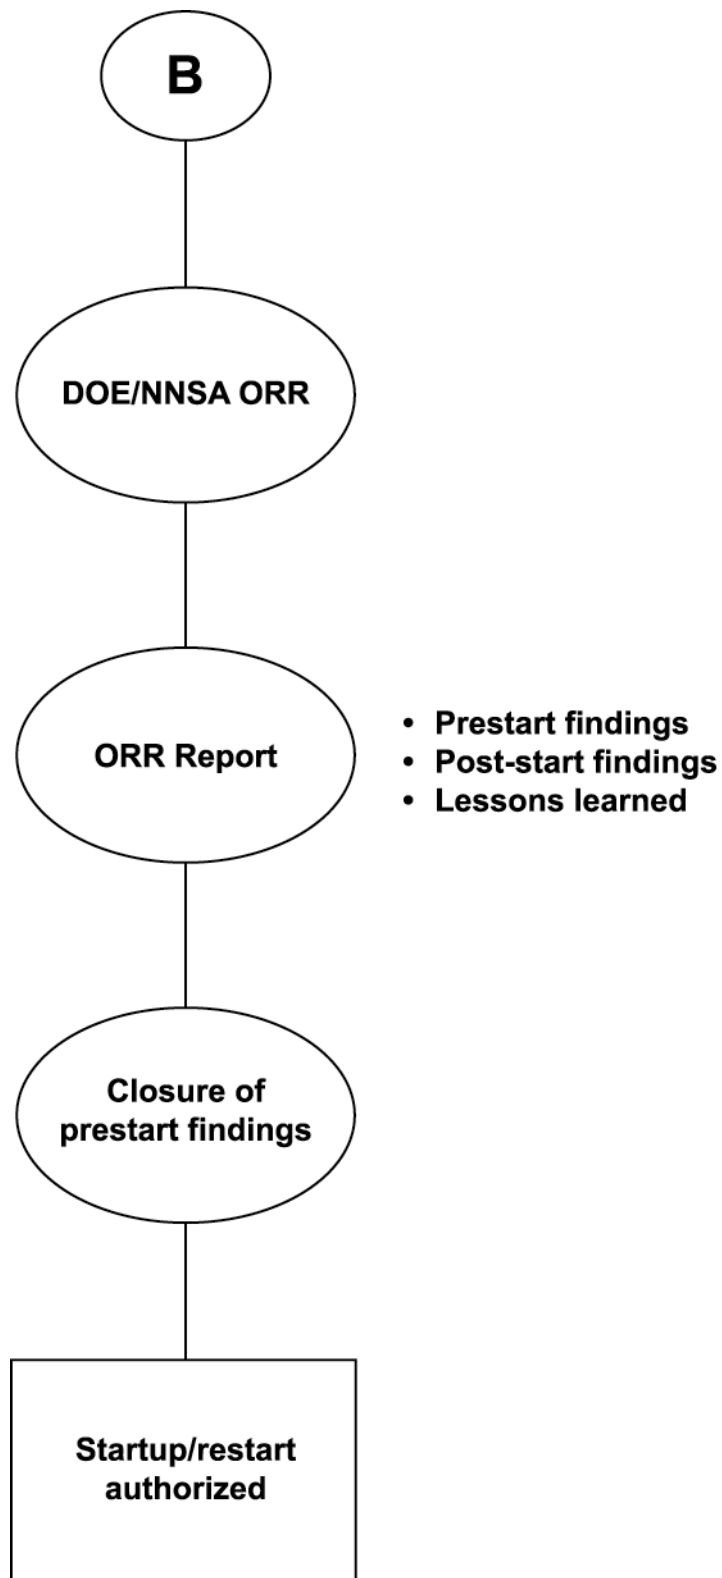 B
DOE/NNSA ORR
ORR Report
• Prestart findings
• Post-start findings
• Lessons learned
Closure of
prestart findings
Startup/restart
authorized